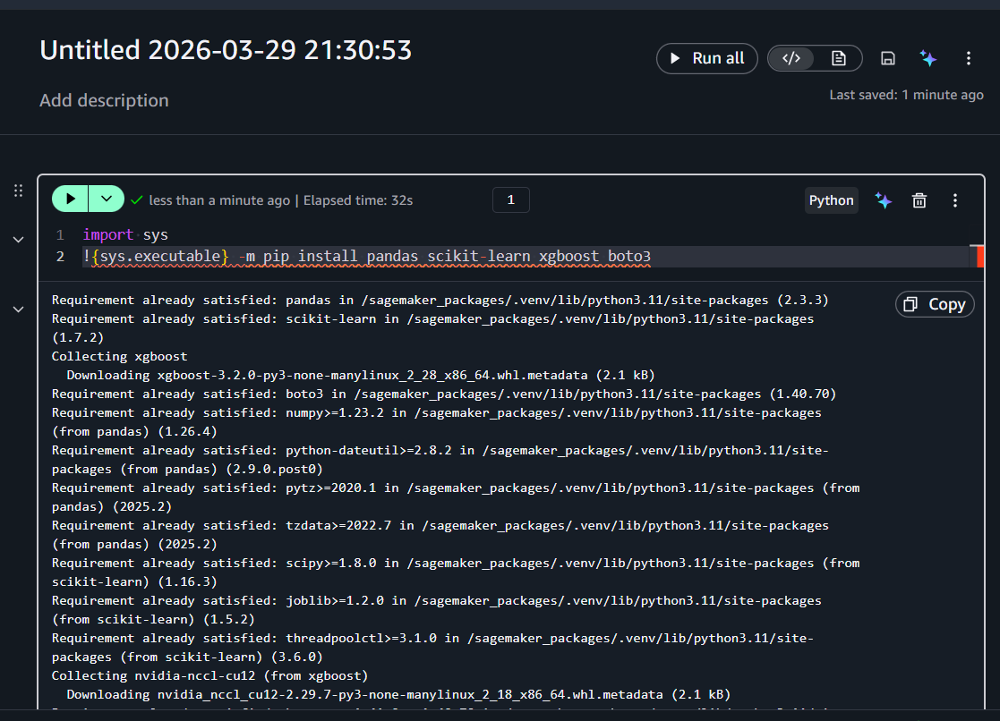 Untitled 2026-03-29 21:30:53
Run all
Add description
Last saved: 1 minute ago
less than a minute ago | Elapsed time: 32s
1
Python
1 import sys
2 !{sys.executable} -m pip install pandas scikit-learn xgboost boto3
Copy
Requirement already satisfied: pandas in /sagemaker_packages/.venv/lib/python3.11/site-packages (2.3.3)
Requirement already satisfied: scikit-learn in /sagemaker_packages/.venv/lib/python3.11/site-packages
(1.7.2)
Collecting xgboost
  Downloading xgboost-3.2.0-py3-none-manylinux_2_28_x86_64.whl.metadata (2.1 kB)
Requirement already satisfied: boto3 in /sagemaker_packages/.venv/lib/python3.11/site-packages (1.40.70)
Requirement already satisfied: numpy>=1.23.2 in /sagemaker_packages/.venv/lib/python3.11/site-packages
(from pandas) (1.26.4)
Requirement already satisfied: python-dateutil>=2.8.2 in /sagemaker_packages/.venv/lib/python3.11/site-
packages (from pandas) (2.9.0.post0)
Requirement already satisfied: pytz>=2020.1 in /sagemaker_packages/.venv/lib/python3.11/site-packages (from
pandas) (2025.2)
Requirement already satisfied: tzdata>=2022.7 in /sagemaker_packages/.venv/lib/python3.11/site-packages
(from pandas) (2025.2)
Requirement already satisfied: scipy>=1.8.0 in /sagemaker_packages/.venv/lib/python3.11/site-packages (from
scikit-learn) (1.16.3)
Requirement already satisfied: joblib>=1.2.0 in /sagemaker_packages/.venv/lib/python3.11/site-packages
(from scikit-learn) (1.5.2)
Requirement already satisfied: threadpoolctl>=3.1.0 in /sagemaker_packages/.venv/lib/python3.11/site-
packages (from scikit-learn) (3.6.0)
Collecting nvidia-nccl-cu12 (from xgboost)
  Downloading nvidia_nccl_cu12-2.29.7-py3-none-manylinux_2_18_x86_64.whl.metadata (2.1 kB)